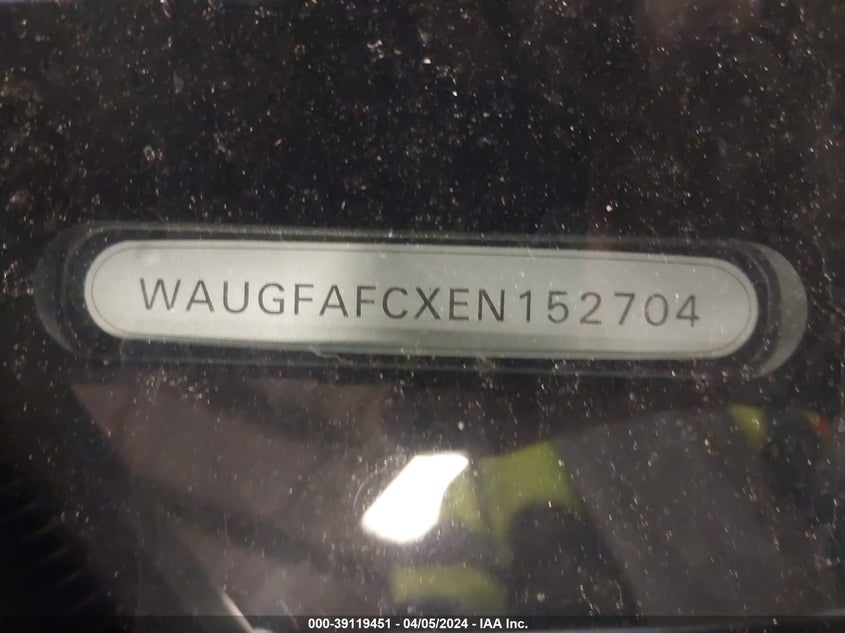 WAUGFAFCXEN152704
000-39119451 - 04/05/2024 - IAA Inc.